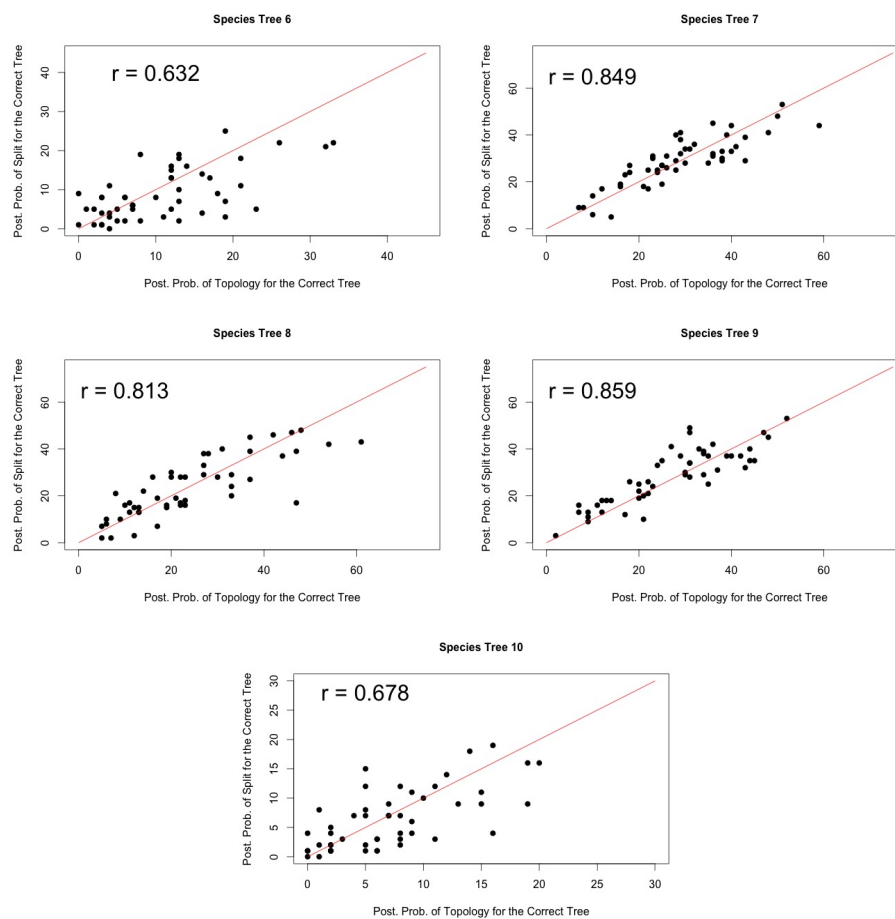 Species Tree 6
r = 0.632
Post. Prob. of Split for the Correct Tree
0 10 20 30 40
0 10 20 30 40
Post. Prob. of Topology for the Correct Tree
Species Tree 7
r = 0.849
Post. Prob. of Split for the Correct Tree
0 20 40 60
0 20 40 60
Post. Prob. of Topology for the Correct Tree
Species Tree 8
r = 0.813
Post. Prob. of Split for the Correct Tree
0 20 40 60
0 20 40 60
Post. Prob. of Topology for the Correct Tree
Species Tree 9
r = 0.859
Post. Prob. of Split for the Correct Tree
0 20 40 60
0 20 40 60
Post. Prob. of Topology for the Correct Tree
Species Tree 10
r = 0.678
Post. Prob. of Split for the Correct Tree
0 5 10 15 20 25 30
0 5 10 15 20 25 30
Post. Prob. of Topology for the Correct Tree